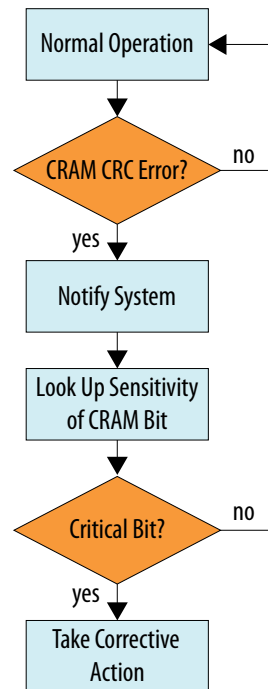 Normal Operation
CRAM CRC Error?
no
yes
Notify System
Look Up Sensitivity
of CRAM Bit
Critical Bit?
no
yes
Take Corrective
Action